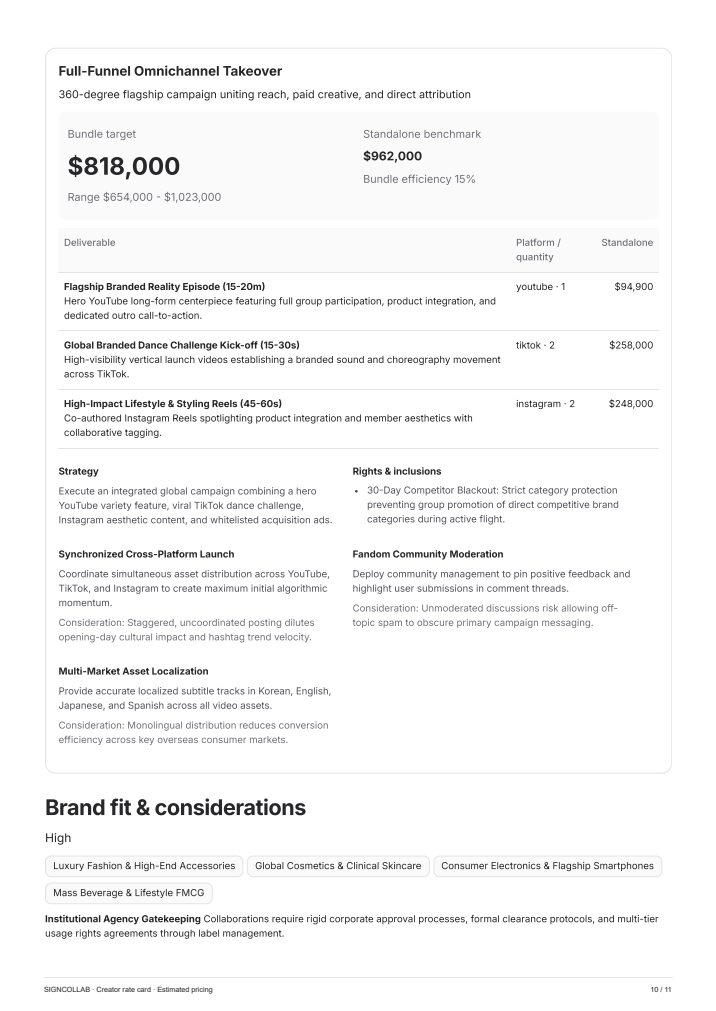 Full-Funnel Omnichannel Takeover
360-degree flagship campaign uniting reach, paid creative, and direct attribution
Bundle target
$818,000
Range $654,000 - $1,023,000
Standalone benchmark
$962,000
Bundle efficiency 15%
Deliverable
Platform /
quantity
Standalone
Flagship Branded Reality Episode (15-20m)
Hero YouTube long-form centerpiece featuring full group participation, product integration, and
dedicated outro call-to-action.
youtube · 1
$94,900
Global Branded Dance Challenge Kick-off (15-30s)
High-visibility vertical launch videos establishing a branded sound and choreography movement
across TikTok.
tiktok · 2
$258,000
High-Impact Lifestyle & Styling Reels (45-60s)
Co-authored Instagram Reels spotlighting product integration and member aesthetics with
collaborative tagging.
instagram · 2
$248,000
Strategy
Execute an integrated global campaign combining a hero
YouTube variety feature, viral TikTok dance challenge,
Instagram aesthetic content, and whitelisted acquisition ads.
Rights & inclusions
• 30-Day Competitor Blackout: Strict category protection
preventing group promotion of direct competitive brand
categories during active flight.
Synchronized Cross-Platform Launch
Coordinate simultaneous asset distribution across YouTube,
TikTok, and Instagram to create maximum initial algorithmic
momentum.
Consideration: Staggered, uncoordinated posting dilutes
opening-day cultural impact and hashtag trend velocity.
Fandom Community Moderation
Deploy community management to pin positive feedback and
highlight user submissions in comment threads.
Consideration: Unmoderated discussions risk allowing off-
topic spam to obscure primary campaign messaging.
Multi-Market Asset Localization
Provide accurate localized subtitle tracks in Korean, English,
Japanese, and Spanish across all video assets.
Consideration: Monolingual distribution reduces conversion
efficiency across key overseas consumer markets.
Brand fit & considerations
High
Luxury Fashion & High-End Accessories
Global Cosmetics & Clinical Skincare
Consumer Electronics & Flagship Smartphones
Mass Beverage & Lifestyle FMCG
Institutional Agency Gatekeeping Collaborations require rigid corporate approval processes, formal clearance protocols, and multi-tier
usage rights agreements through label management.
SIGNCOLLAB · Creator rate card · Estimated pricing
10 / 11